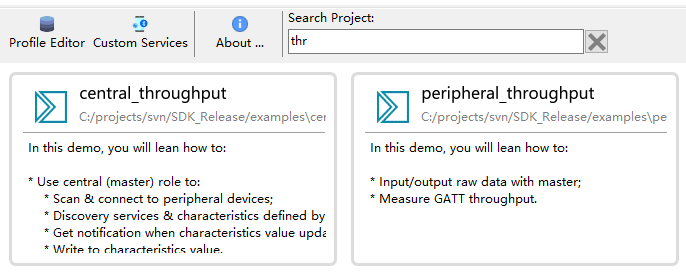 Search Project:
Profile Editor Custom Services About ...
thr
central_throughput
C:/projects/svn/SDK_Release/examples\cer
In this demo, you will lean how to:
* Use central (master) role to:
* Scan & connect to peripheral devices;
* Discovery services & characteristics defined by
* Get notification when characteristics value upda
* Write to characteristics value.
peripheral_throughput
C:/projects/svn/SDK_Release/examples\pe
In this demo, you will lean how to:
* Input/output raw data with master;
* Measure GATT throughput.